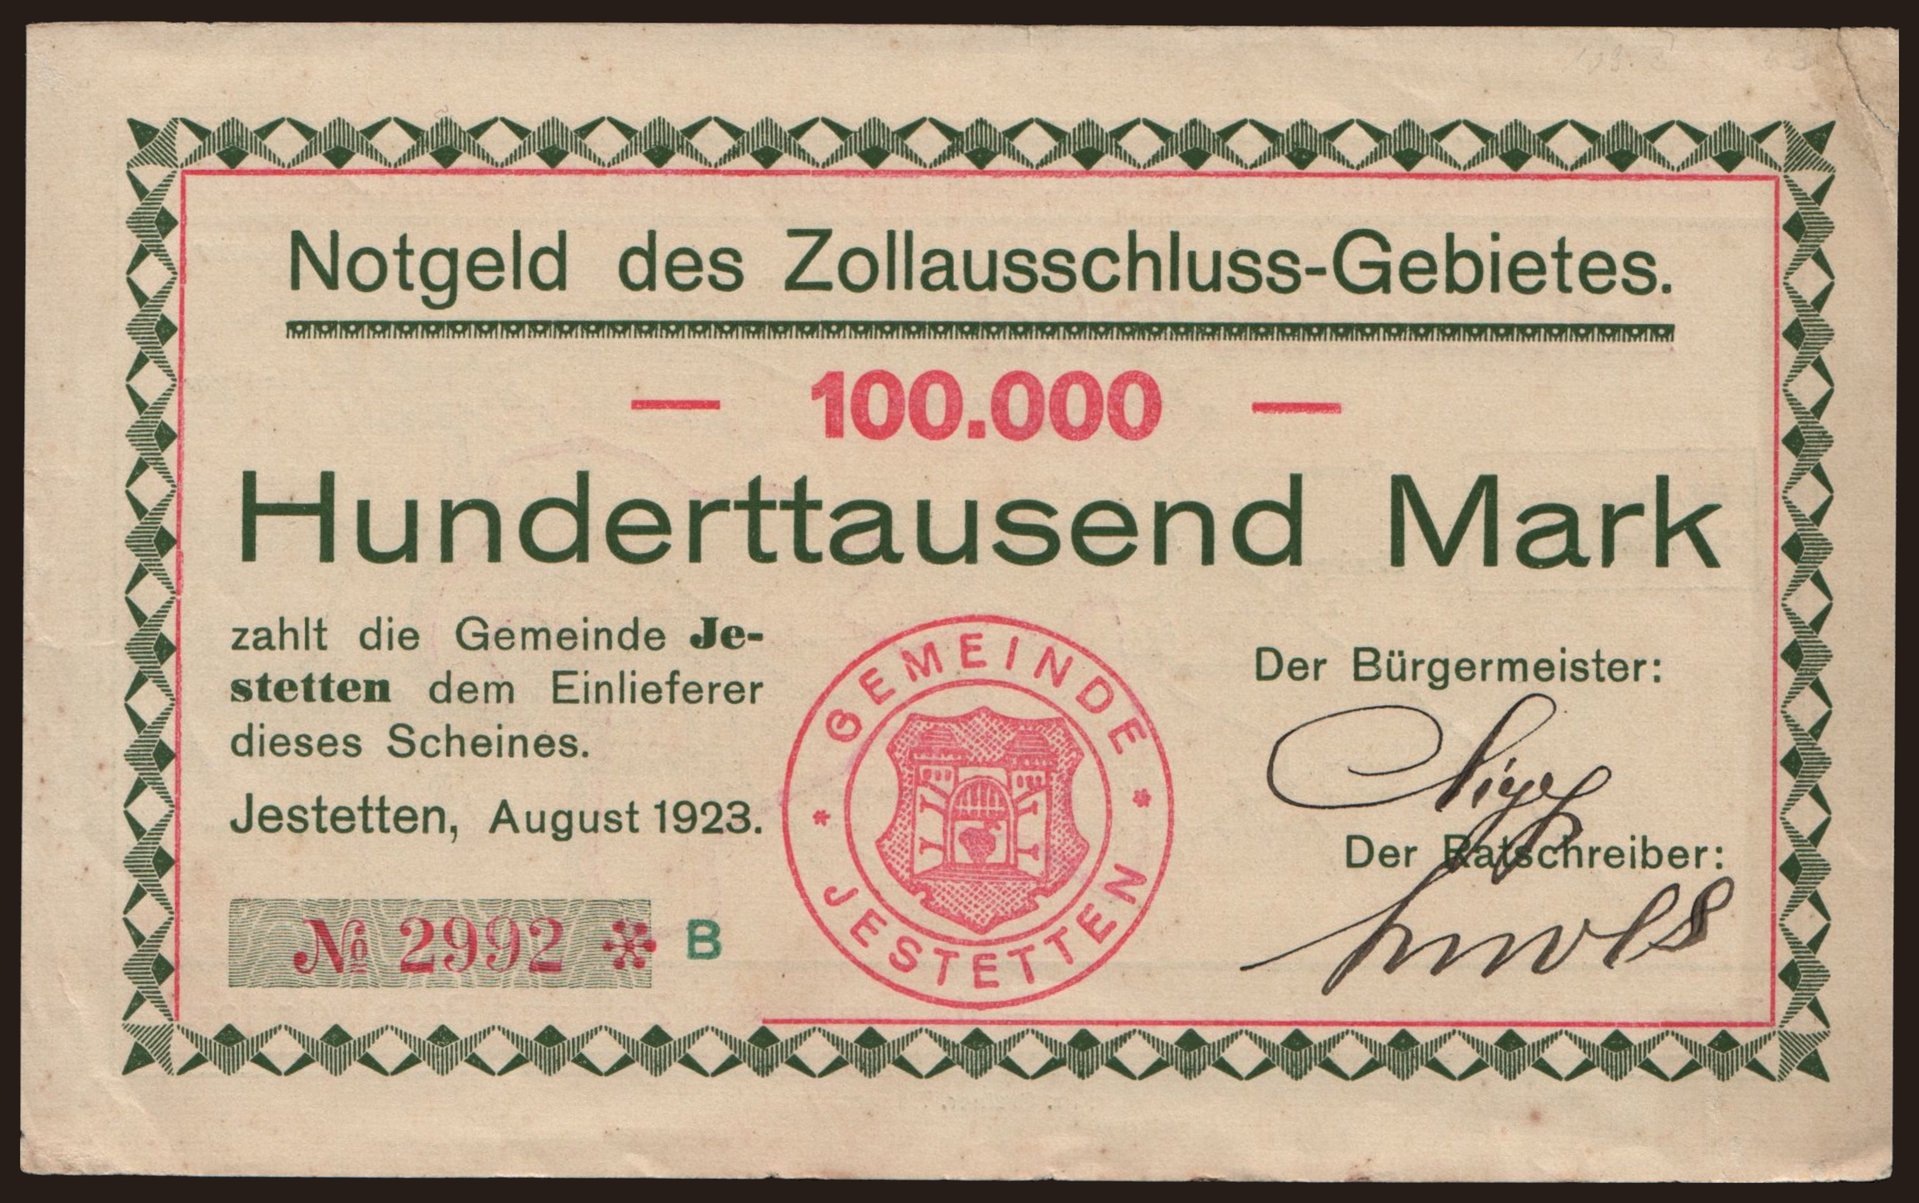 Notgeld des Zollausschluss-Gebietes.
— 100.000 —
Hunderttausend Mark
zahlt die Gemeinde Je-
stetten dem Einlieferer
dieses Scheines.
Jestetten, August 1923.
№ 2992 * B
GEMEINDE
* JESTETTEN *
Der Bürgermeister:
Der Ratschreiber: